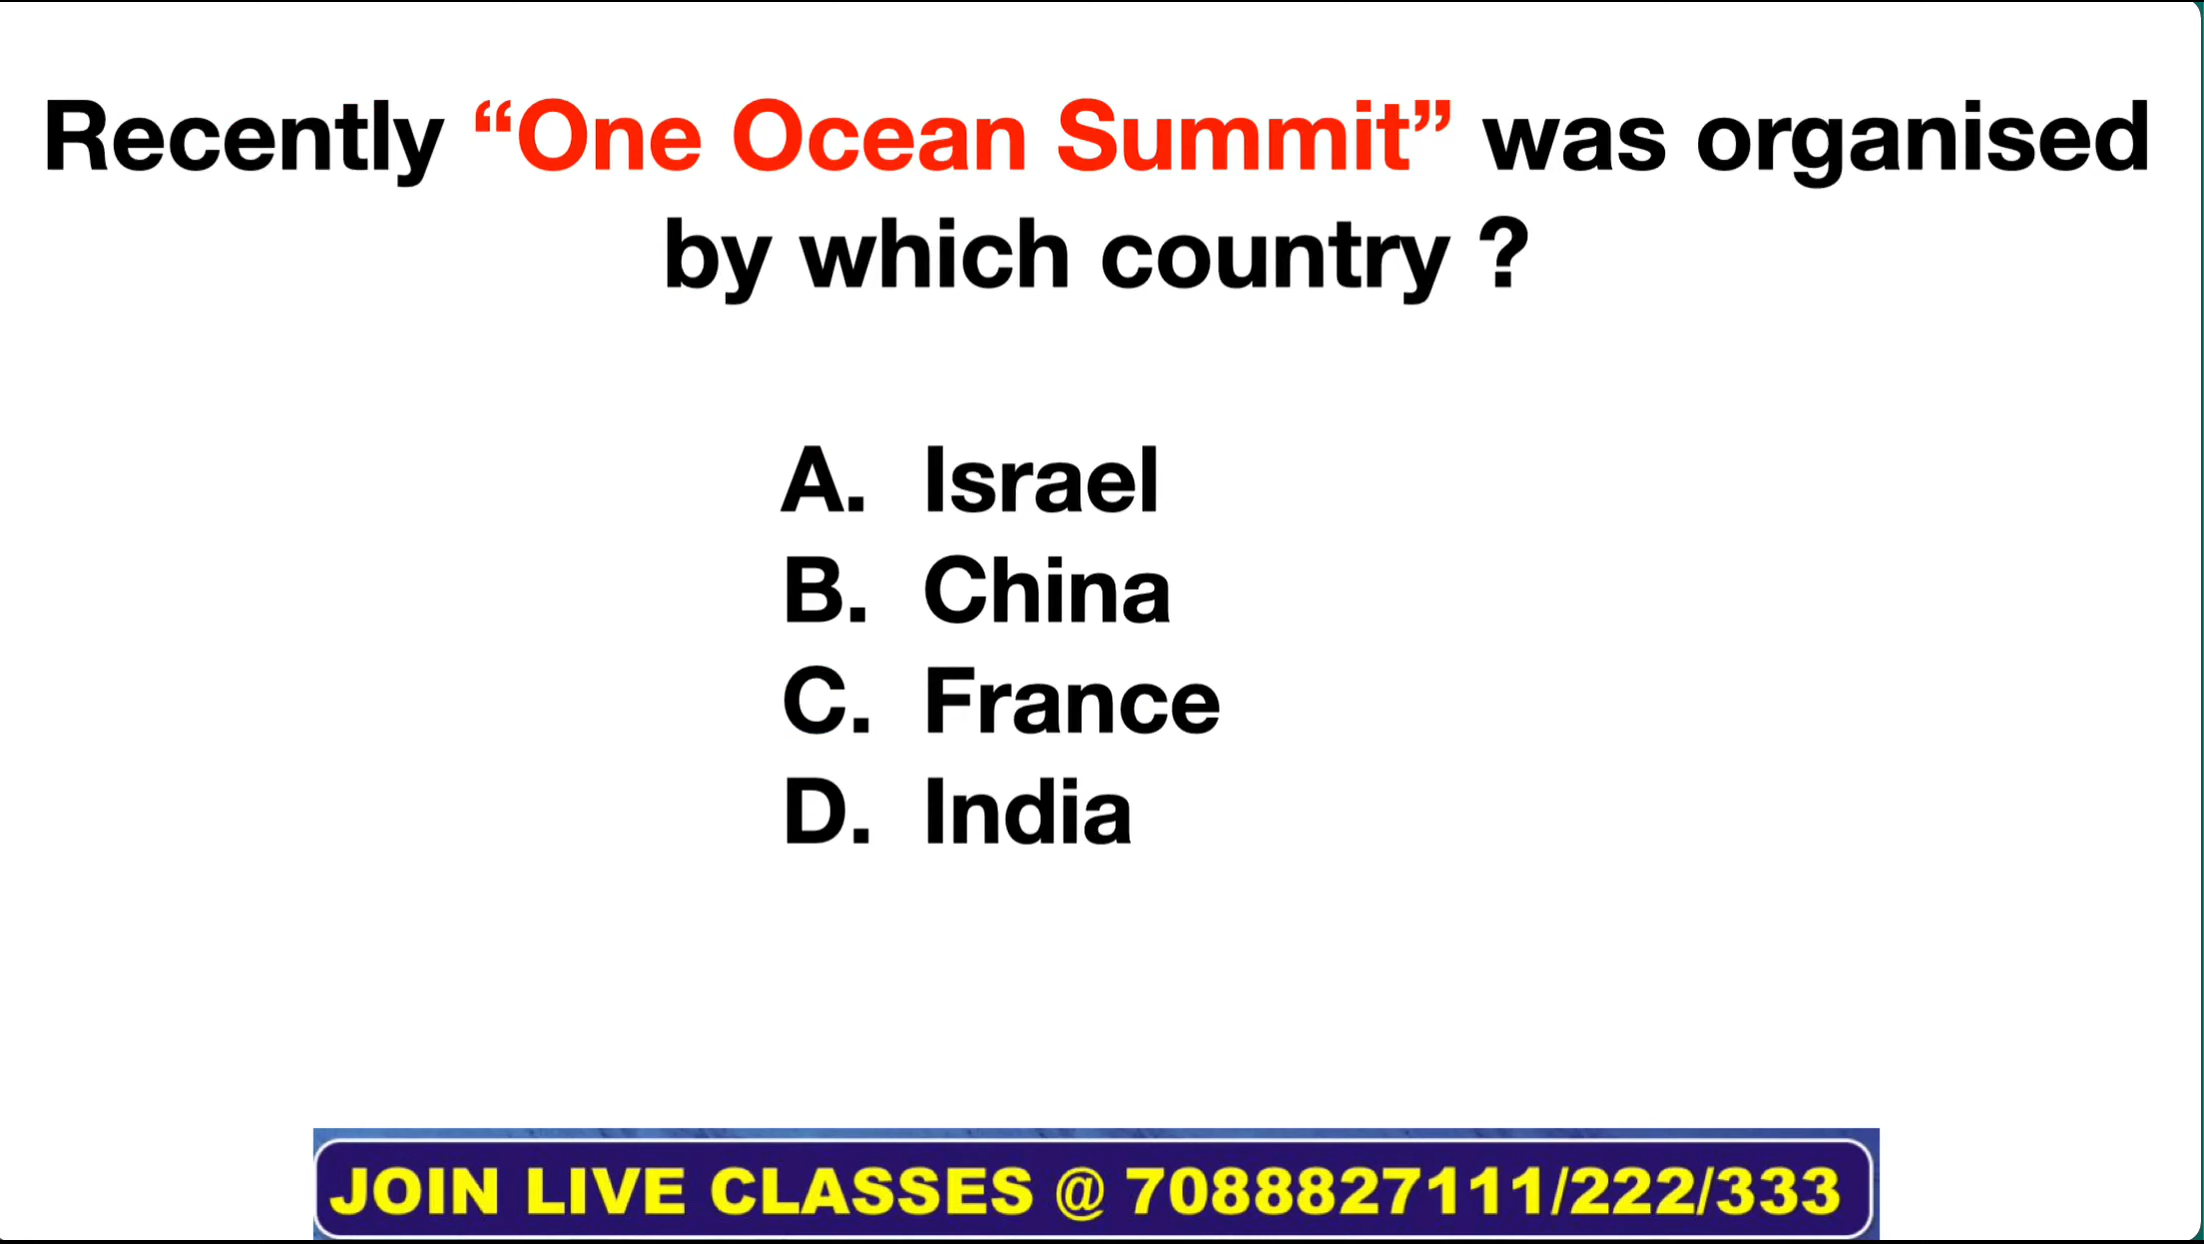 Recently “One Ocean Summit” was organised
by which country ?
A. Israel
B. China
C. France
D. India
JOIN LIVE CLASSES @ 7088827111/222/333